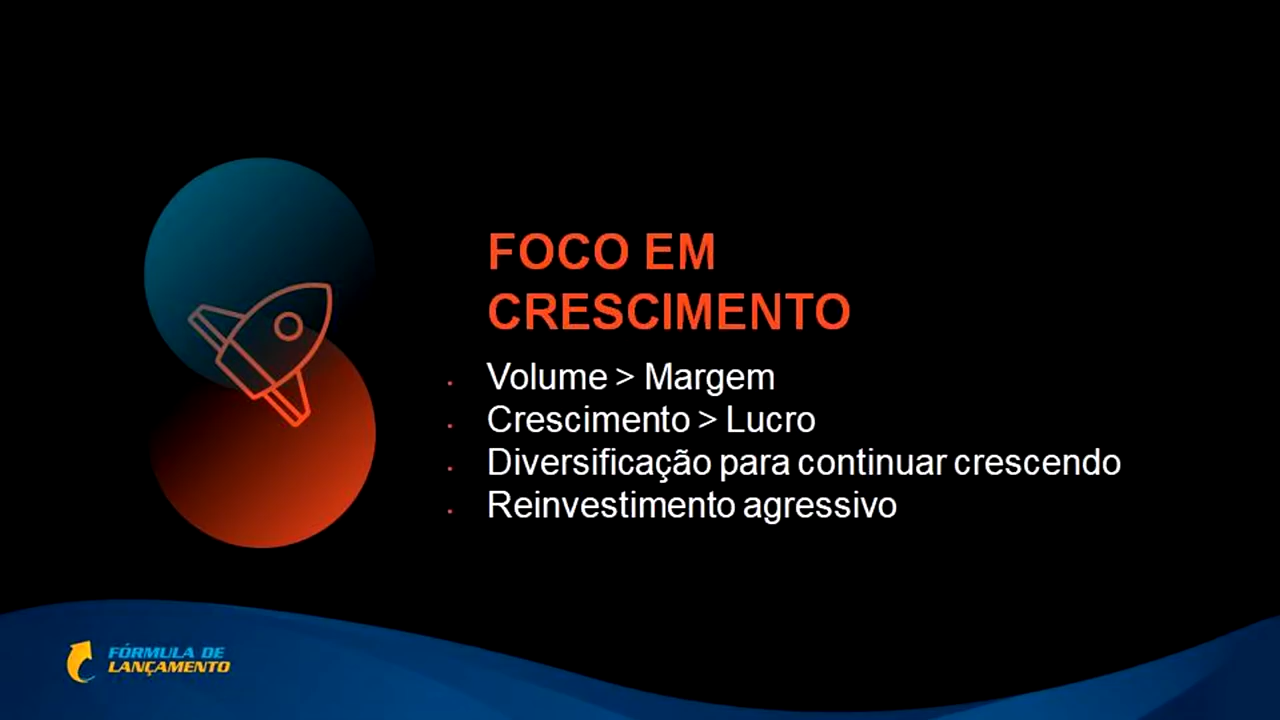 FOCO EM
CRESCIMENTO
Volume > Margem
Crescimento > Lucro
Diversificação para continuar crescendo
Reinvestimento agressivo
FÓRMULA DE
LANÇAMENTO